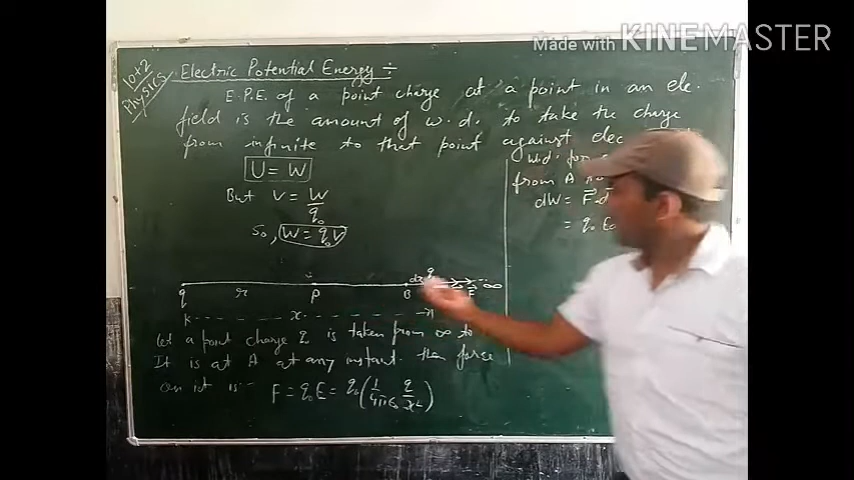 Made with KINEMASTER
10+2
Physics
Electric Potential Energy ÷
E.P.E. of a point charge at a point in an ele.
field is the amount of w.d. to take the charge
from infinite to that point against elec
U = W
But V = W/q₀
So, W = q₀V
W.d. for
from A
dW = F⃗.d
= q₀ E
dx q₀
q r P B E⃗ ∞
x
Let a point charge q is taken from ∞ to
It is at A at any instant. then force
on it is:-
F = q₀E = q₀(1/4πε₀ q/x²)